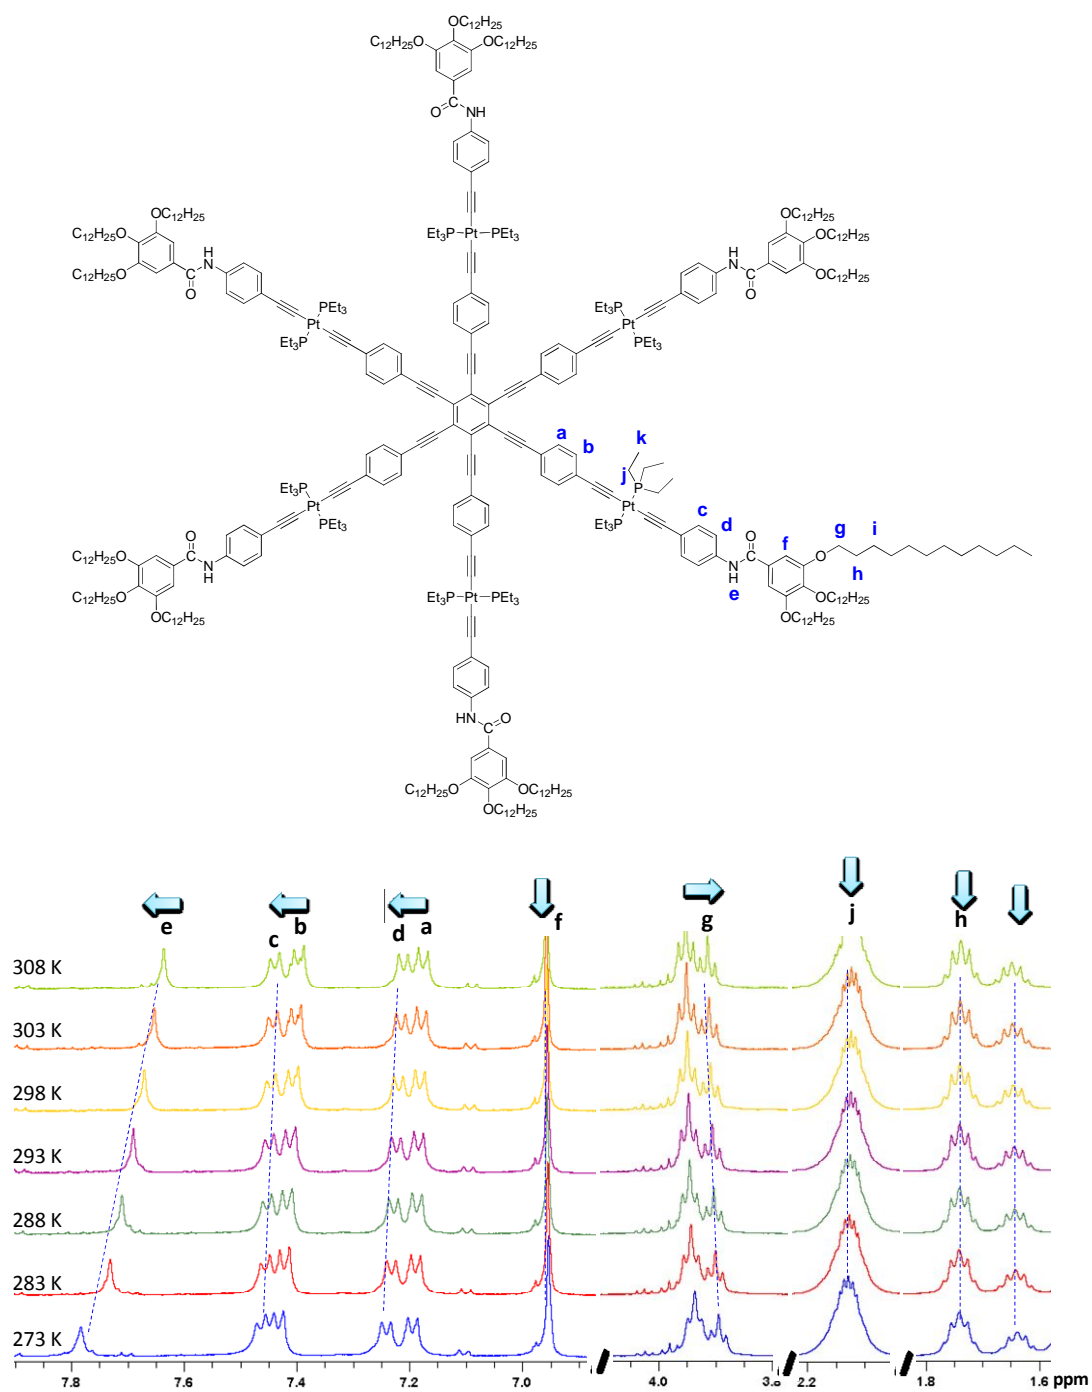 OC12H25
C12H25O OC12H25
O C NH
Et3P Pt PEt3
OC12H25
C12H25O
C12H25O
H
N
O
PEt3
Pt
Et3P
OC12H25
OC12H25
OC12H25
H
N
O
Et3P
Pt
PEt3
a
b
k
j
P
Et3P
Pt
PEt3
Pt
Et3P
c
d
O
N
H
e
f
g
i
h
O
OC12H25
OC12H25
C12H25O
C12H25O
OC12H25
O
N
H
Et3P Pt PEt3
HN C O
C12H25O OC12H25
OC12H25
e c b d a f g j h
308 K
303 K
298 K
293 K
288 K
283 K
273 K
7.8 7.6 7.4 7.2 7.0 4.0 3.8 2.2 1.8 1.6 ppm